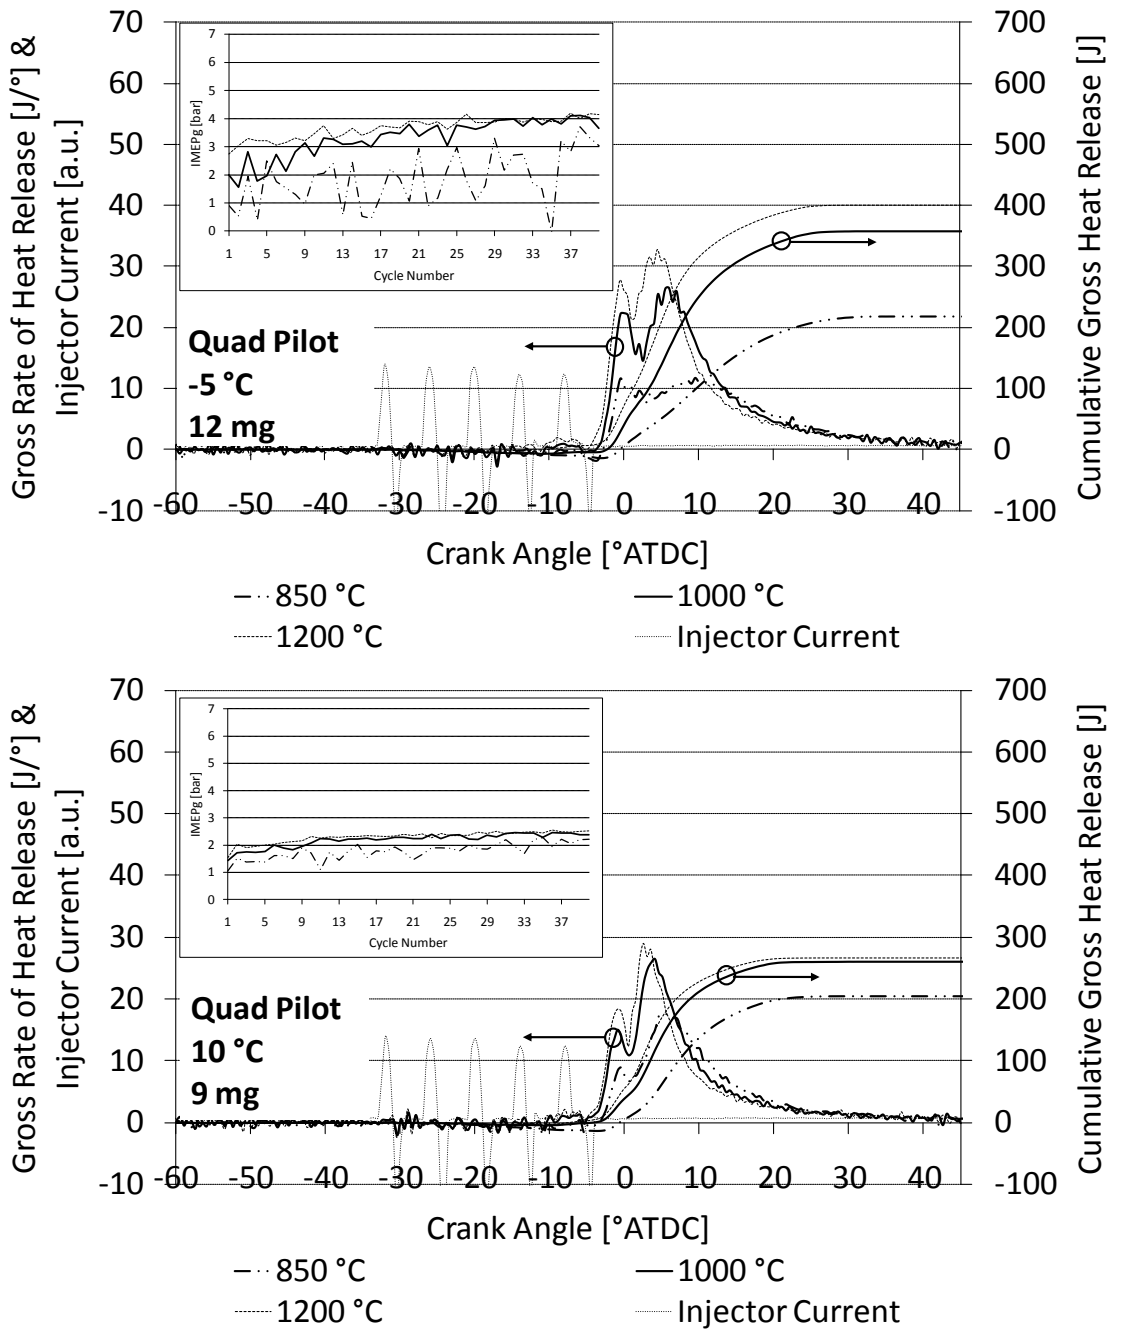 Gross Rate of Heat Release [J/°] &
Injector Current [a.u.]
70
60
50
40
30
20
10
0
-10
700
600
500
400
300
200
100
0
-100
Cumulative Gross Heat Release [J]
IMEPg [bar]
7
6
5
4
3
2
1
0
1 5 9 13 17 21 25 29 33 37
Cycle Number
Quad Pilot
-5 °C
12 mg
-60 -50 -40 -30 -20 -10 0 10 20 30 40
Crank Angle [°ATDC]
850 °C 1000 °C
1200 °C Injector Current
Gross Rate of Heat Release [J/°] &
Injector Current [a.u.]
70
60
50
40
30
20
10
0
-10
700
600
500
400
300
200
100
0
-100
Cumulative Gross Heat Release [J]
IMEPg [bar]
7
6
5
4
3
2
1
0
1 5 9 13 17 21 25 29 33 37
Cycle Number
Quad Pilot
10 °C
9 mg
-60 -50 -40 -30 -20 -10 0 10 20 30 40
Crank Angle [°ATDC]
850 °C 1000 °C
1200 °C Injector Current